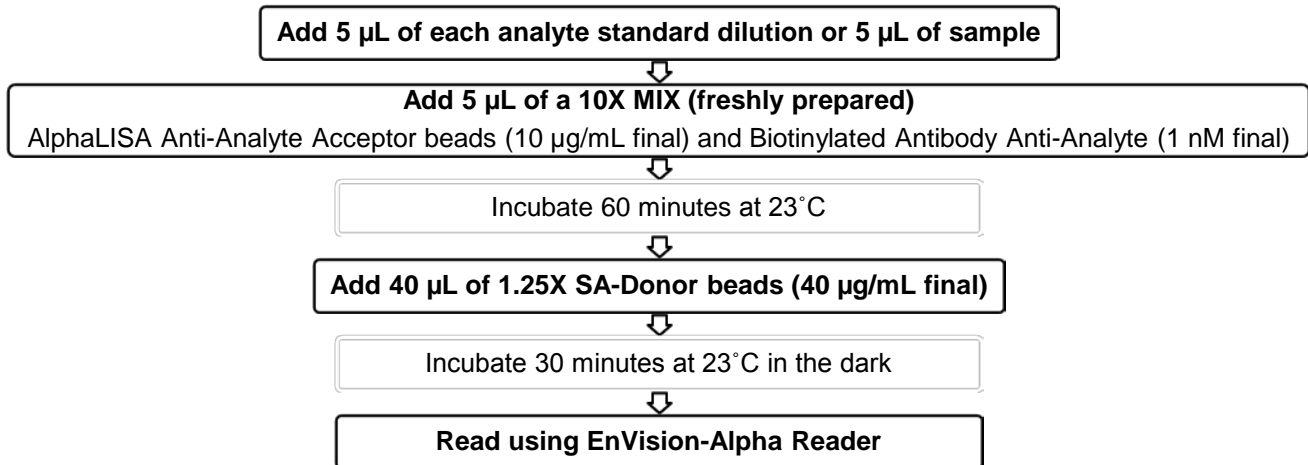 Add 5 µL of each analyte standard dilution or 5 µL of sample
Add 5 µL of a 10X MIX (freshly prepared)
AlphaLISA Anti-Analyte Acceptor beads (10 µg/mL final) and Biotinylated Antibody Anti-Analyte (1 nM final)
Incubate 60 minutes at 23˚C
Add 40 µL of 1.25X SA-Donor beads (40 µg/mL final)
Incubate 30 minutes at 23˚C in the dark
Read using EnVision-Alpha Reader